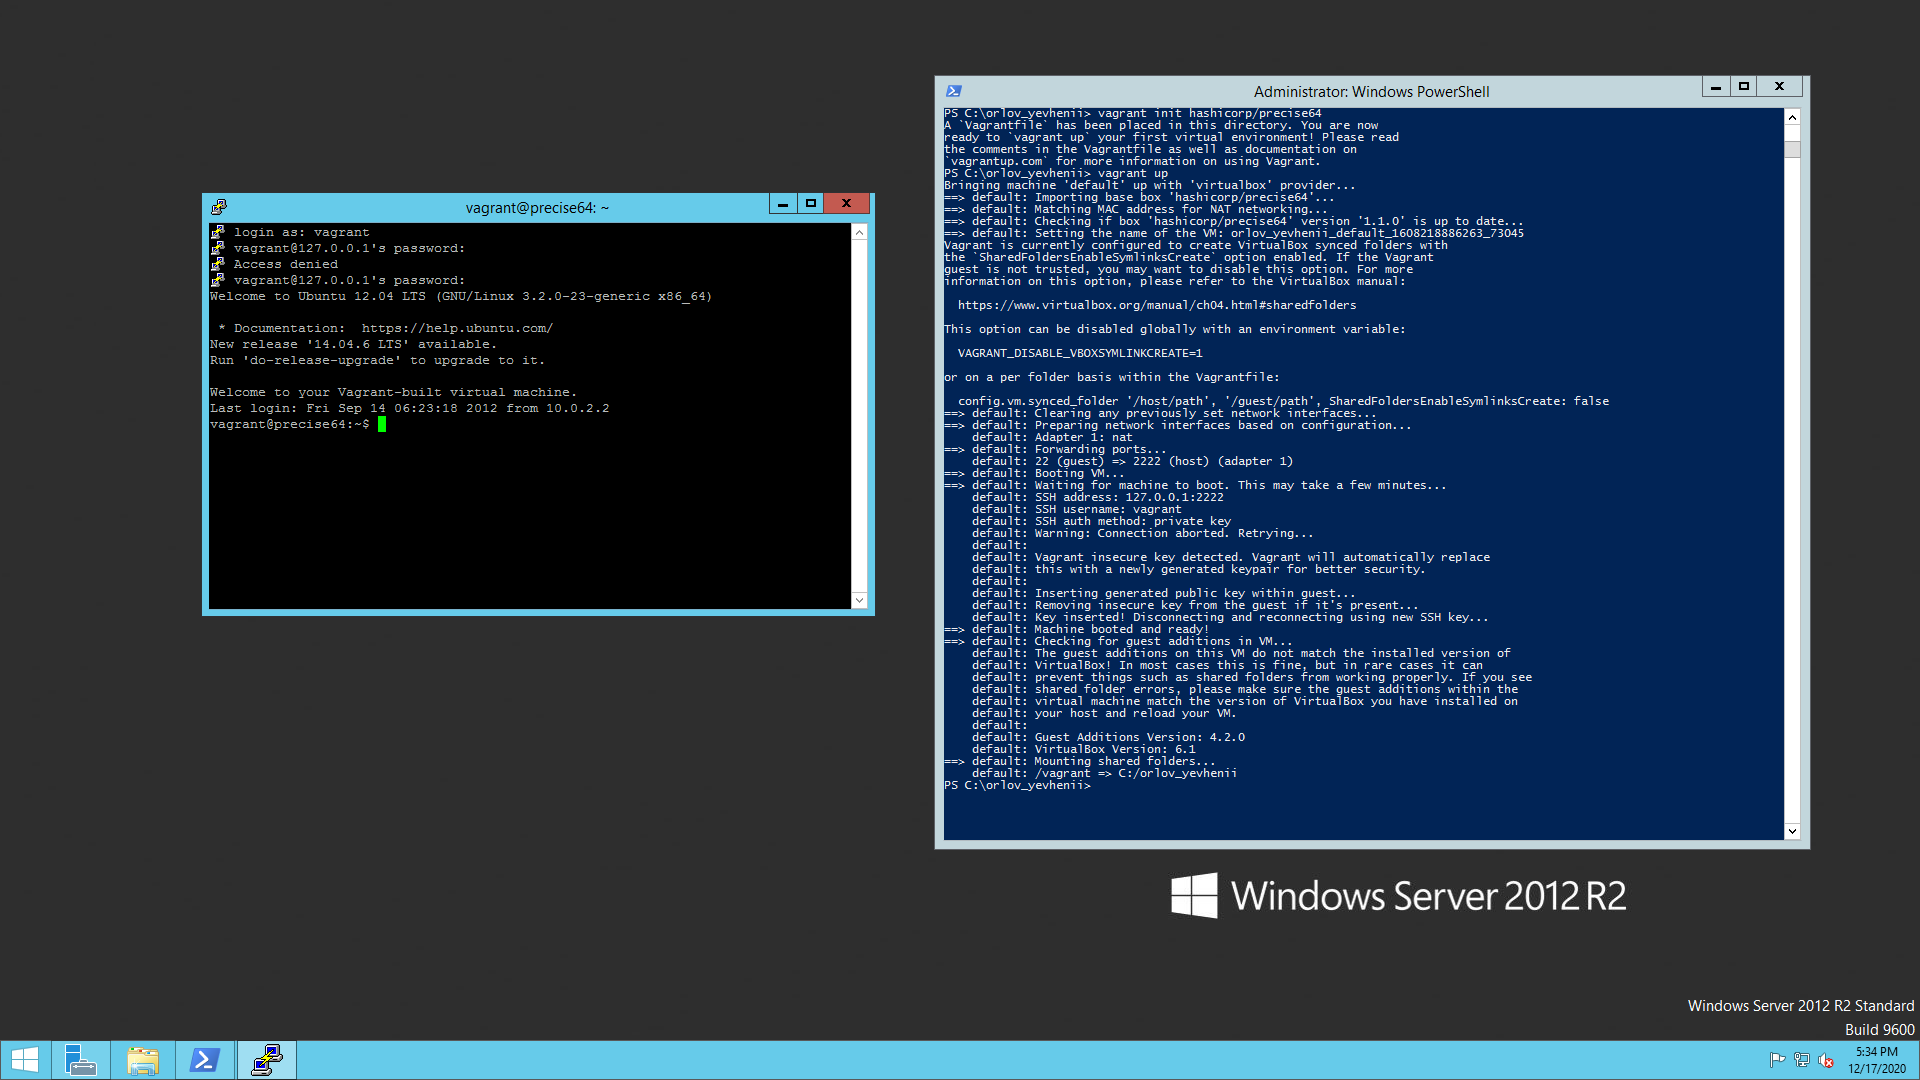 vagrant@precise64: ~
login as: vagrant
vagrant@127.0.0.1's password:
Access denied
vagrant@127.0.0.1's password:
Welcome to Ubuntu 12.04 LTS (GNU/Linux 3.2.0-23-generic x86_64)
* Documentation:  https://help.ubuntu.com/
New release '14.04.6 LTS' available.
Run 'do-release-upgrade' to upgrade to it.
Welcome to your Vagrant-built virtual machine.
Last login: Fri Sep 14 06:23:18 2012 from 10.0.2.2
vagrant@precise64:~$
Administrator: Windows PowerShell
PS C:\orlov_yevhenii> vagrant init hashicorp/precise64
A `Vagrantfile` has been placed in this directory. You are now
ready to `vagrant up` your first virtual environment! Please read
the comments in the Vagrantfile as well as documentation on
`vagrantup.com` for more information on using Vagrant.
PS C:\orlov_yevhenii> vagrant up
Bringing machine 'default' up with 'virtualbox' provider...
==> default: Importing base box 'hashicorp/precise64'...
==> default: Matching MAC address for NAT networking...
==> default: Checking if box 'hashicorp/precise64' version '1.1.0' is up to date...
==> default: Setting the name of the VM: orlov_yevhenii_default_1608218886263_73045
Vagrant is currently configured to create VirtualBox synced folders with
the `SharedFoldersEnableSymlinksCreate` option enabled. If the Vagrant
guest is not trusted, you may want to disable this option. For more
information on this option, please refer to the VirtualBox manual:
https://www.virtualbox.org/manual/ch04.html#sharedfolders
This option can be disabled globally with an environment variable:
VAGRANT_DISABLE_VBOXSYMLINKCREATE=1
or on a per folder basis within the Vagrantfile:
config.vm.synced_folder '/host/path', '/guest/path', SharedFoldersEnableSymlinksCreate: false
==> default: Clearing any previously set network interfaces...
==> default: Preparing network interfaces based on configuration...
default: Adapter 1: nat
==> default: Forwarding ports...
default: 22 (guest) => 2222 (host) (adapter 1)
==> default: Booting VM...
==> default: Waiting for machine to boot. This may take a few minutes...
default: SSH address: 127.0.0.1:2222
default: SSH username: vagrant
default: SSH auth method: private key
default: Warning: Connection aborted. Retrying...
default:
default: Vagrant insecure key detected. Vagrant will automatically replace
default: this with a newly generated keypair for better security.
default:
default: Inserting generated public key within guest...
default: Removing insecure key from the guest if it's present...
default: Key inserted! Disconnecting and reconnecting using new SSH key...
==> default: Machine booted and ready!
==> default: Checking for guest additions in VM...
default: The guest additions on this VM do not match the installed version of
default: VirtualBox! In most cases this is fine, but in rare cases it can
default: prevent things such as shared folders from working properly. If you see
default: shared folder errors, please make sure the guest additions within the
default: virtual machine match the version of VirtualBox you have installed on
default: your host and reload your VM.
default:
default: Guest Additions Version: 4.2.0
default: VirtualBox Version: 6.1
==> default: Mounting shared folders...
default: /vagrant => C:/orlov_yevhenii
PS C:\orlov_yevhenii>
Windows Server 2012 R2
Windows Server 2012 R2 Standard
Build 9600
5:34 PM
12/17/2020